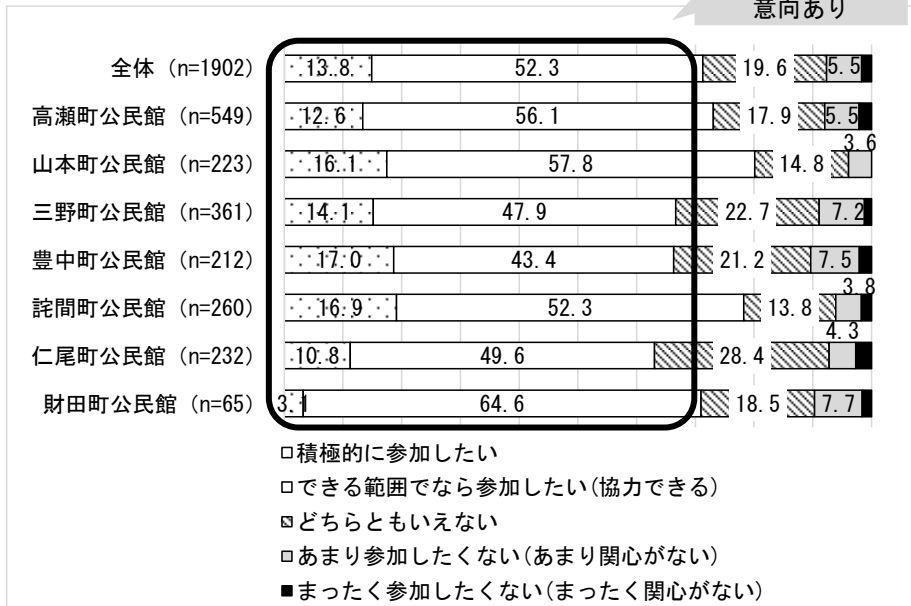 意向あり
全体 (n=1902) 13.8 52.3 19.6 5.5
高瀬町公民館 (n=549) 12.6 56.1 17.9 5.5
山本町公民館 (n=223) 16.1 57.8 14.8 3.6
三野町公民館 (n=361) 14.1 47.9 22.7 7.2
豊中町公民館 (n=212) 17.0 43.4 21.2 7.5
詫間町公民館 (n=260) 16.9 52.3 13.8 3.8
仁尾町公民館 (n=232) 10.8 49.6 28.4 4.3
財田町公民館 (n=65) 3.1 64.6 18.5 7.7
積極的に参加したい
できる範囲でなら参加したい(協力できる)
どちらともいえない
あまり参加したくない(あまり関心がない)
まったく参加したくない(まったく関心がない)